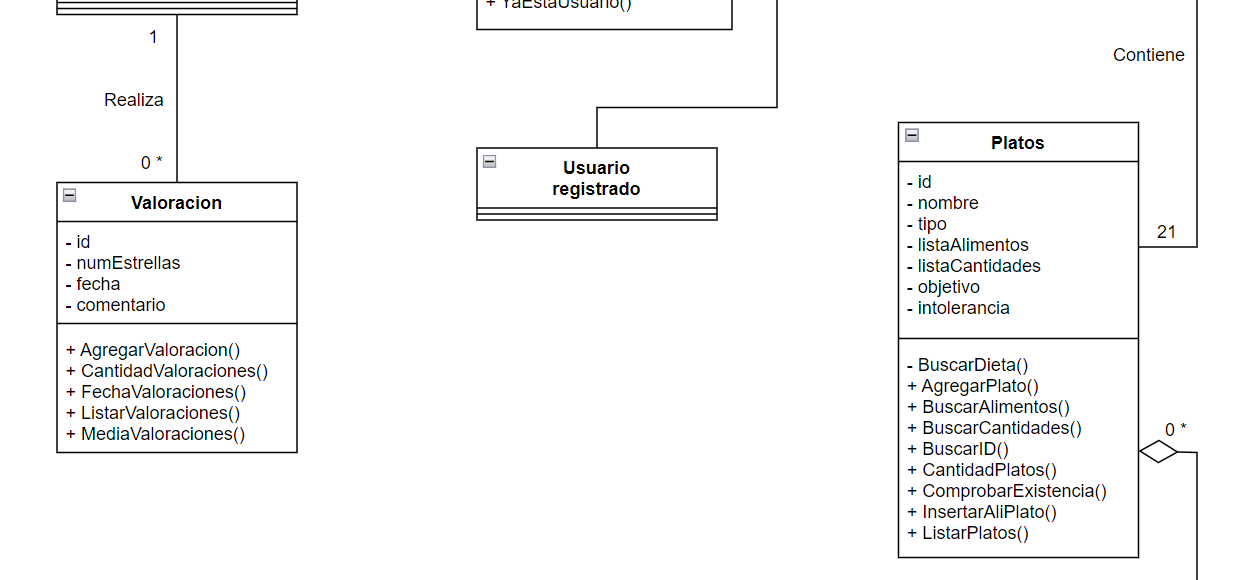 + YaEstaUsuario()
1
Realiza
0 *
Contiene
Valoracion
- id
- numEstrellas
- fecha
- comentario
+ AgregarValoracion()
+ CantidadValoraciones()
+ FechaValoraciones()
+ ListarValoraciones()
+ MediaValoraciones()
Usuario
registrado
Platos
- id
- nombre
- tipo
- listaAlimentos
- listaCantidades
- objetivo
- intolerancia
- BuscarDieta()
+ AgregarPlato()
+ BuscarAlimentos()
+ BuscarCantidades()
+ BuscarID()
+ CantidadPlatos()
+ ComprobarExistencia()
+ InsertarAliPlato()
+ ListarPlatos()
21
0 *